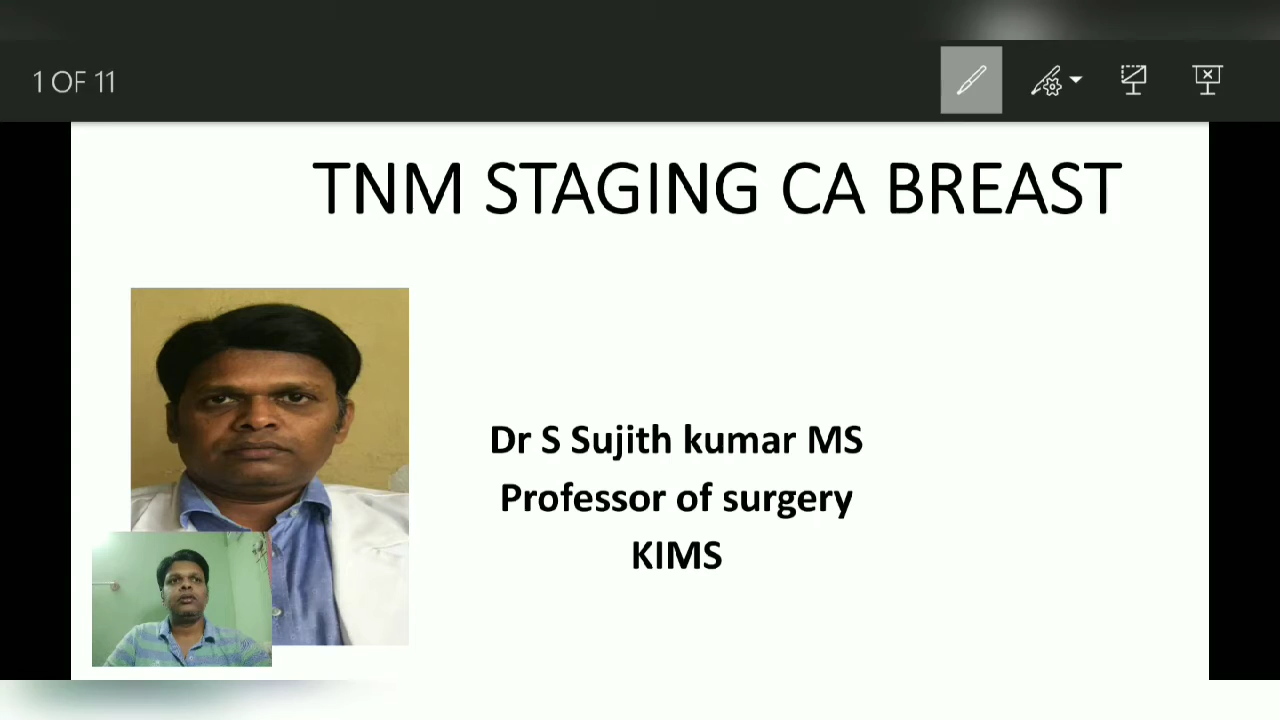 1 OF 11
TNM STAGING CA BREAST
Dr S Sujith kumar MS
Professor of surgery
KIMS